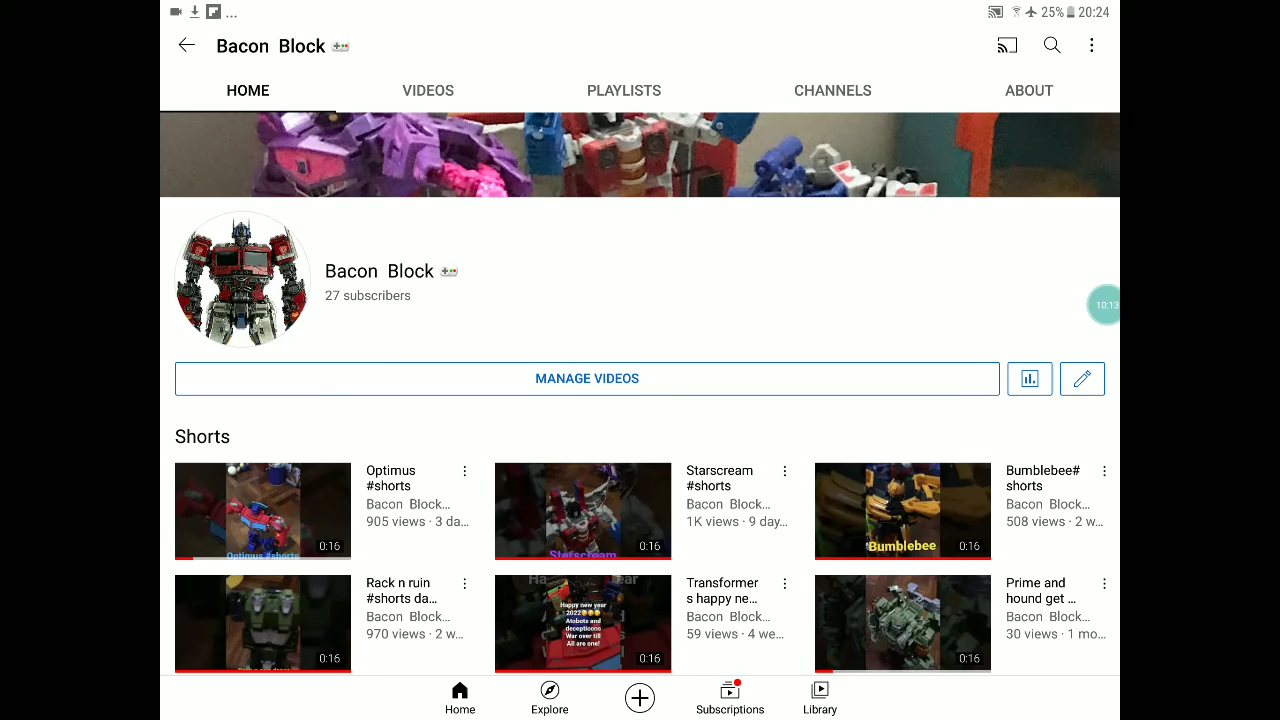 ... 25% 20:24
Bacon Block
HOME VIDEOS PLAYLISTS CHANNELS ABOUT
Bacon Block
27 subscribers
10:13
MANAGE VIDEOS
Shorts
Optimus
#shorts
Bacon Block...
905 views · 3 da...
0:16
Optimus #shorts
Starscream
#shorts
Bacon Block...
1K views · 9 day...
0:16
Starscream
Bumblebee#
shorts
Bacon Block...
508 views · 2 w...
0:16
Bumblebee
Rack n ruin
#shorts da...
Bacon Block...
970 views · 2 w...
0:16
Transformer
s happy ne...
Bacon Block...
59 views · 4 we...
0:16
Happy new year
2022
Atobots and
decepticons
War over till
All are one!
Prime and
hound get ...
Bacon Block...
30 views · 1 mo...
0:16
Home Explore Subscriptions Library